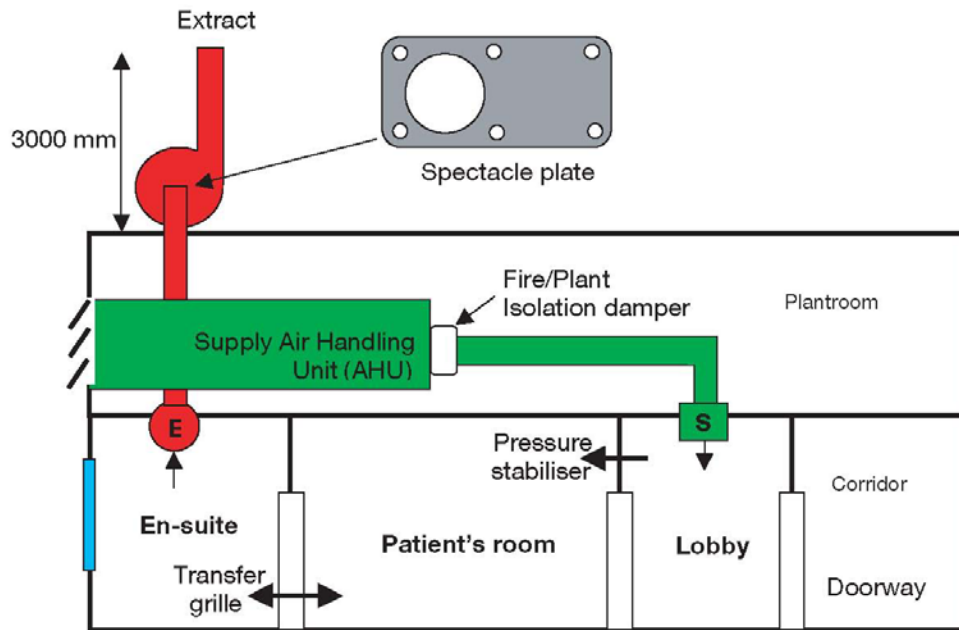 Extract
3000 mm
Spectacle plate
Fire/Plant
Isolation damper
Plantroom
Supply Air Handling
Unit (AHU)
E
S
Pressure
stabiliser
Corridor
En-suite
Patient's room
Lobby
Transfer
grille
Doorway